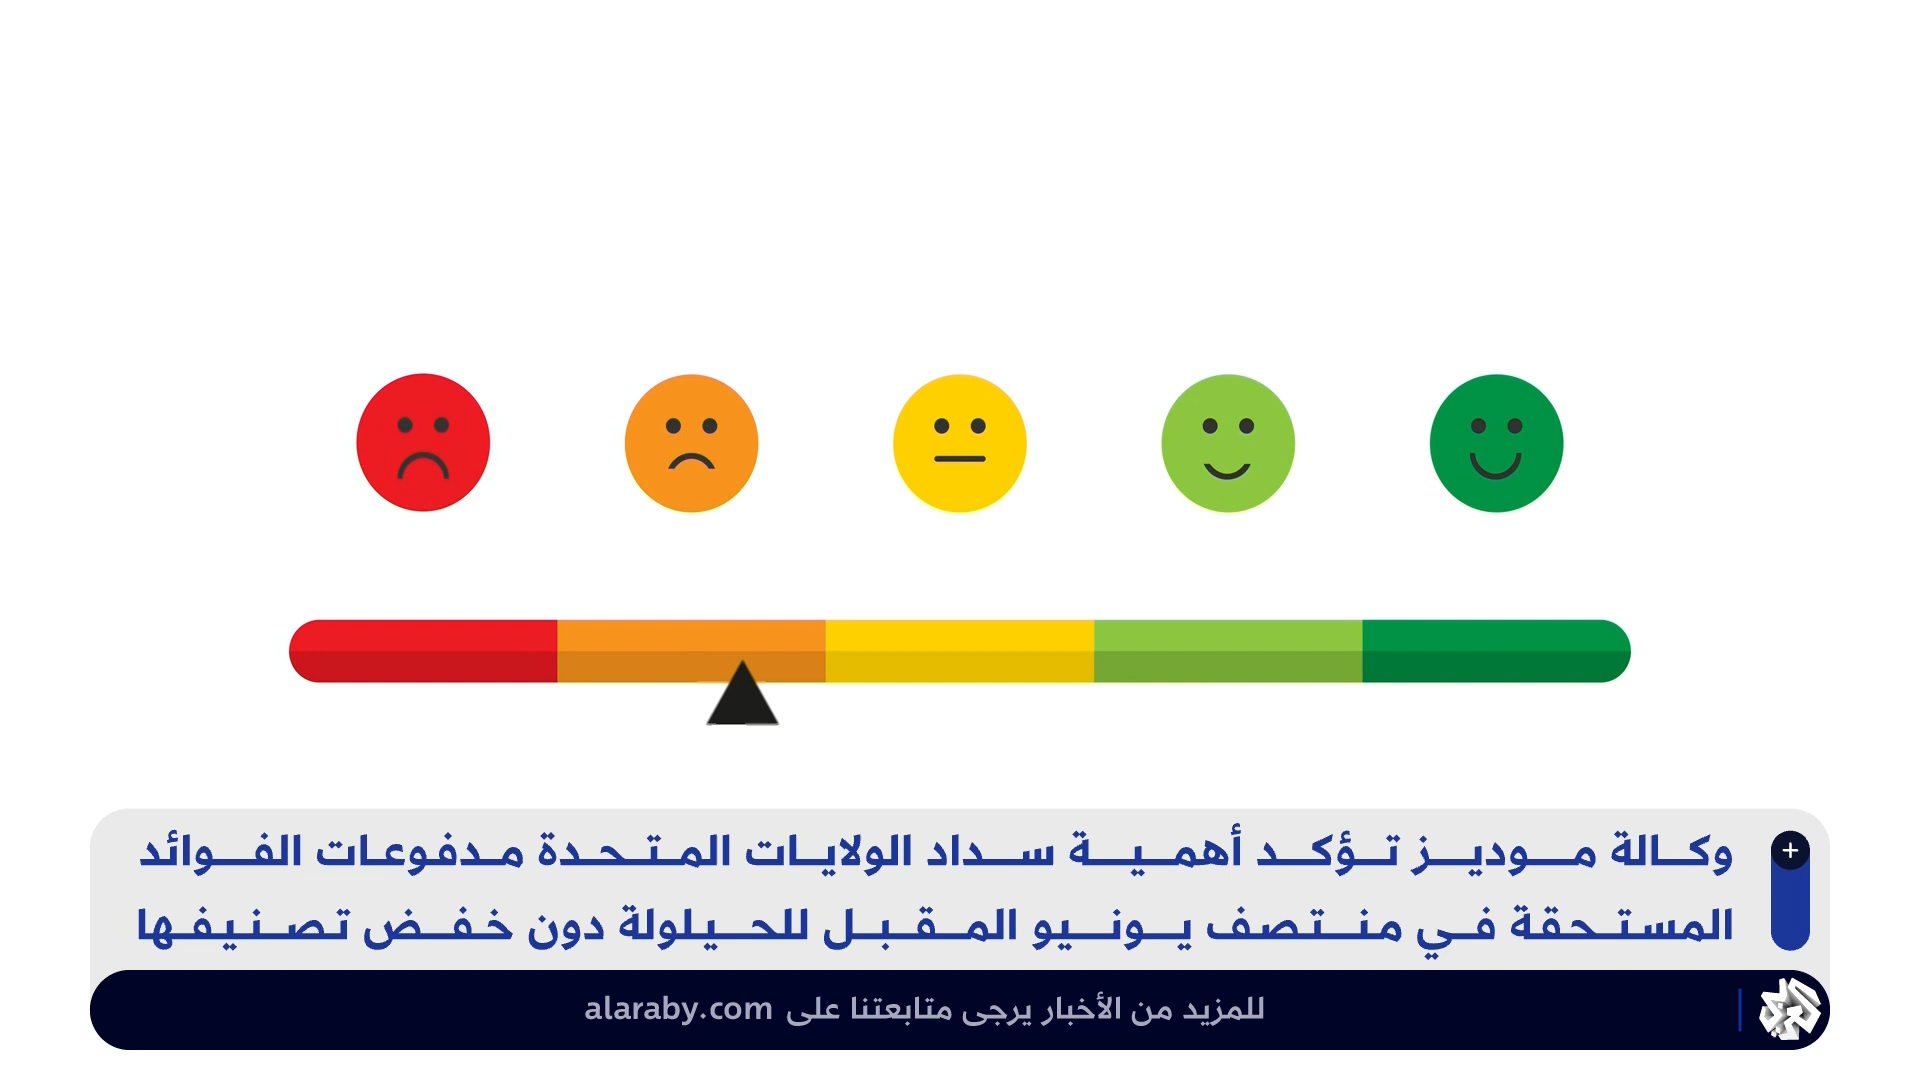 وكالة موديز تؤكد أهمية سداد الولايات المتحدة مدفوعات الفوائد
المستحقة في منتصف يونيو المقبل للحيلولة دون خفض تصنيفها
للمزيد من الأخبار يرجى متابعتنا على alaraby.com